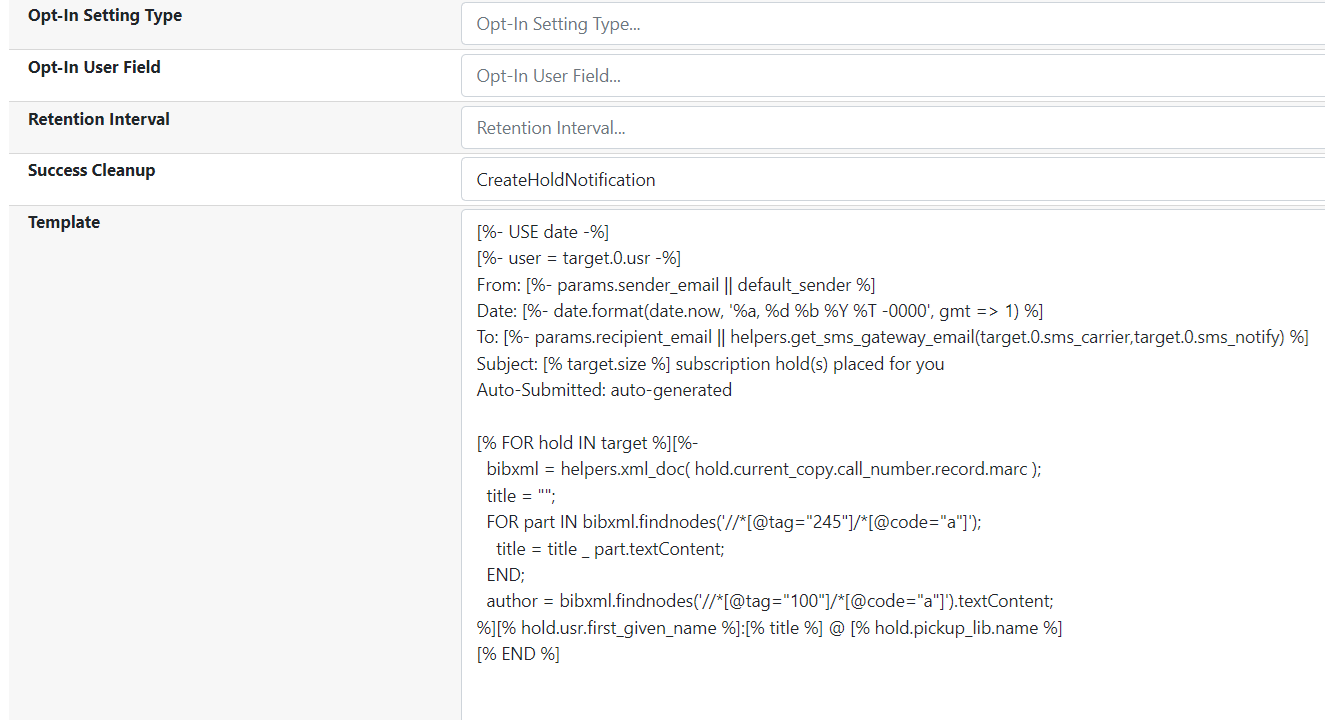 Opt-In Setting Type
Opt-In Setting Type...
Opt-In User Field
Opt-In User Field...
Retention Interval
Retention Interval...
Success Cleanup
CreateHoldNotification
Template
[%- USE date -%]
[%- user = target.0.usr -%]
From: [%- params.sender_email || default_sender %]
Date: [%- date.format(date.now, '%a, %d %b %Y %T -0000', gmt => 1) %]
To: [%- params.recipient_email || helpers.get_sms_gateway_email(target.0.sms_carrier,target.0.sms_notify) %]
Subject: [% target.size %] subscription hold(s) placed for you
Auto-Submitted: auto-generated

[% FOR hold IN target %][%-
  bibxml = helpers.xml_doc( hold.current_copy.call_number.record.marc );
  title = "";
  FOR part IN bibxml.findnodes('//*[@tag="245"]/*[@code="a"]');
    title = title _ part.textContent;
  END;
  author = bibxml.findnodes('//*[@tag="100"]/*[@code="a"]').textContent;
%][% hold.usr.first_given_name %]:[% title %] @ [% hold.pickup_lib.name %]
[% END %]